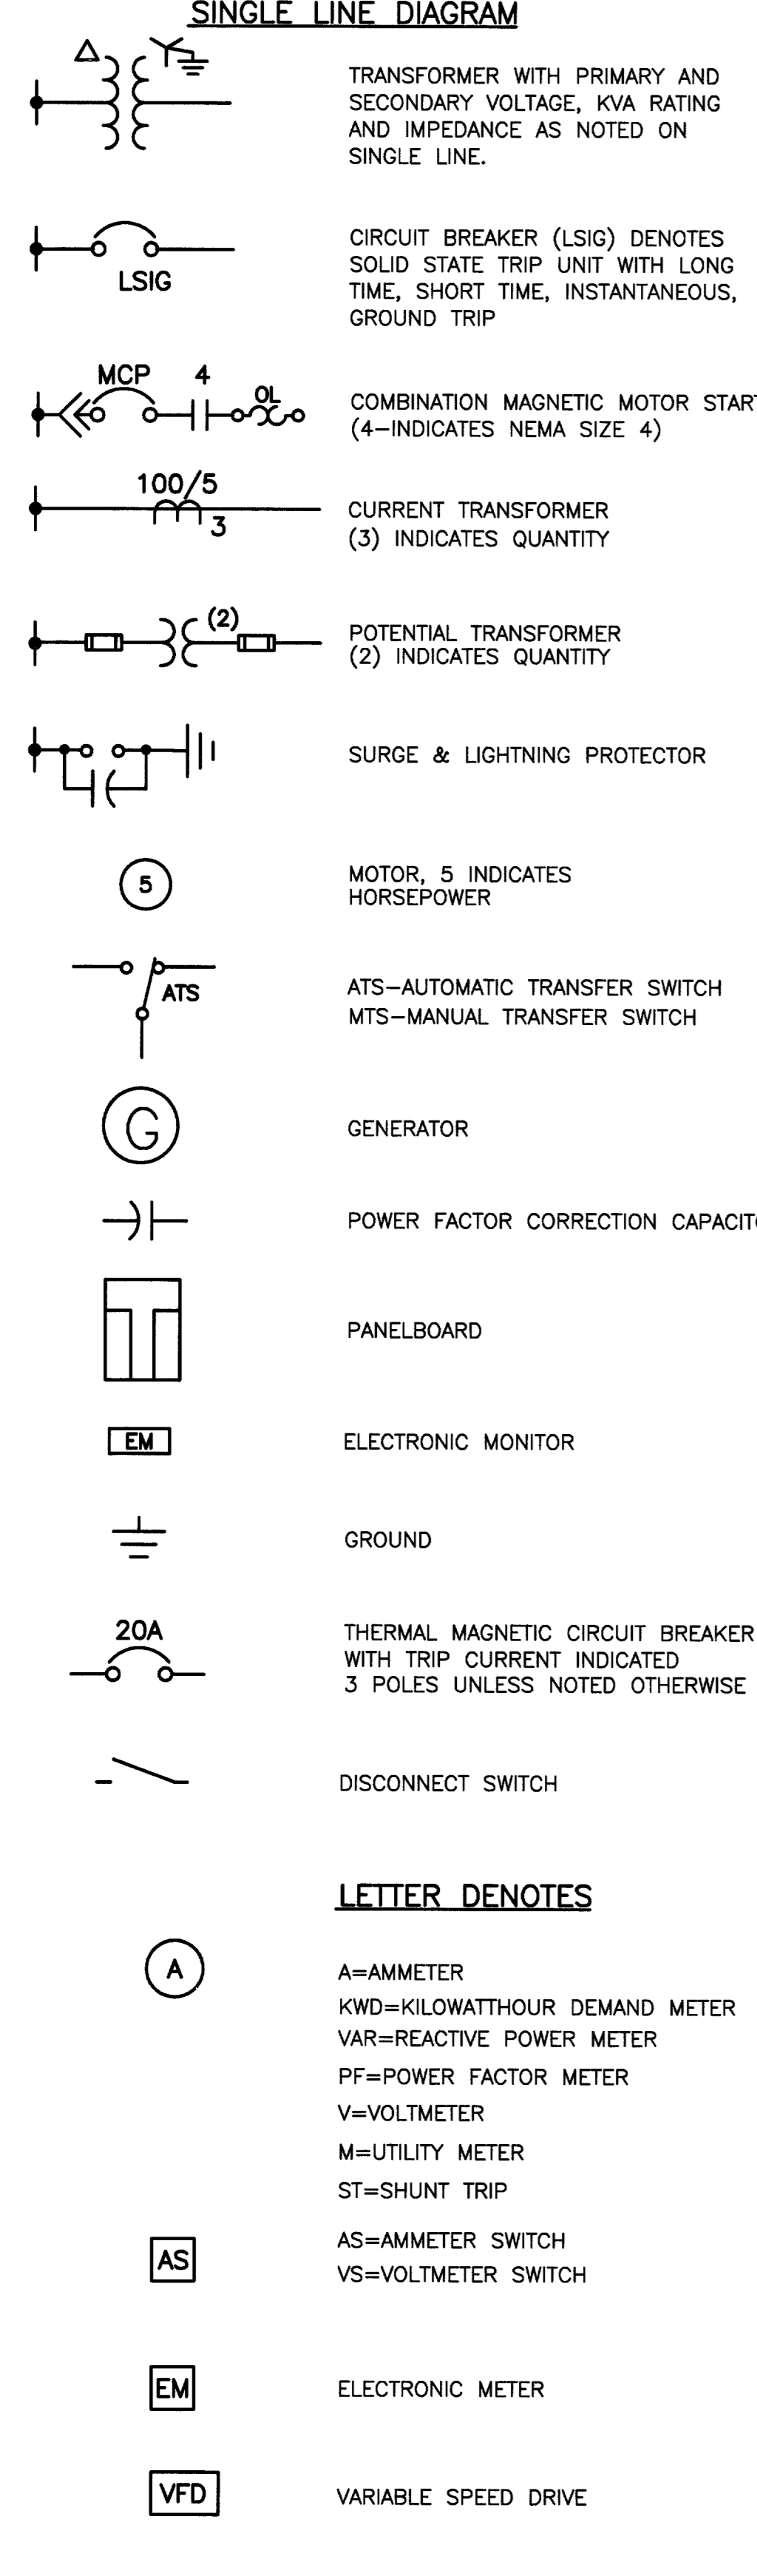 SINGLE LINE DIAGRAM
TRANSFORMER WITH PRIMARY AND
SECONDARY VOLTAGE, KVA RATING
AND IMPEDANCE AS NOTED ON
SINGLE LINE.
LSIG
CIRCUIT BREAKER (LSIG) DENOTES
SOLID STATE TRIP UNIT WITH LONG
TIME, SHORT TIME, INSTANTANEOUS,
GROUND TRIP
MCP 4 OL
COMBINATION MAGNETIC MOTOR START
(4-INDICATES NEMA SIZE 4)
100/5
3
CURRENT TRANSFORMER
(3) INDICATES QUANTITY
(2)
POTENTIAL TRANSFORMER
(2) INDICATES QUANTITY
SURGE & LIGHTNING PROTECTOR
5
MOTOR, 5 INDICATES
HORSEPOWER
ATS
ATS-AUTOMATIC TRANSFER SWITCH
MTS-MANUAL TRANSFER SWITCH
G
GENERATOR
POWER FACTOR CORRECTION CAPACIT
PANELBOARD
EM
ELECTRONIC MONITOR
GROUND
20A
THERMAL MAGNETIC CIRCUIT BREAKER
WITH TRIP CURRENT INDICATED
3 POLES UNLESS NOTED OTHERWISE
DISCONNECT SWITCH
LETTER DENOTES
A
A=AMMETER
KWD=KILOWATTHOUR DEMAND METER
VAR=REACTIVE POWER METER
PF=POWER FACTOR METER
V=VOLTMETER
M=UTILITY METER
ST=SHUNT TRIP
AS
AS=AMMETER SWITCH
VS=VOLTMETER SWITCH
EM
ELECTRONIC METER
VFD
VARIABLE SPEED DRIVE